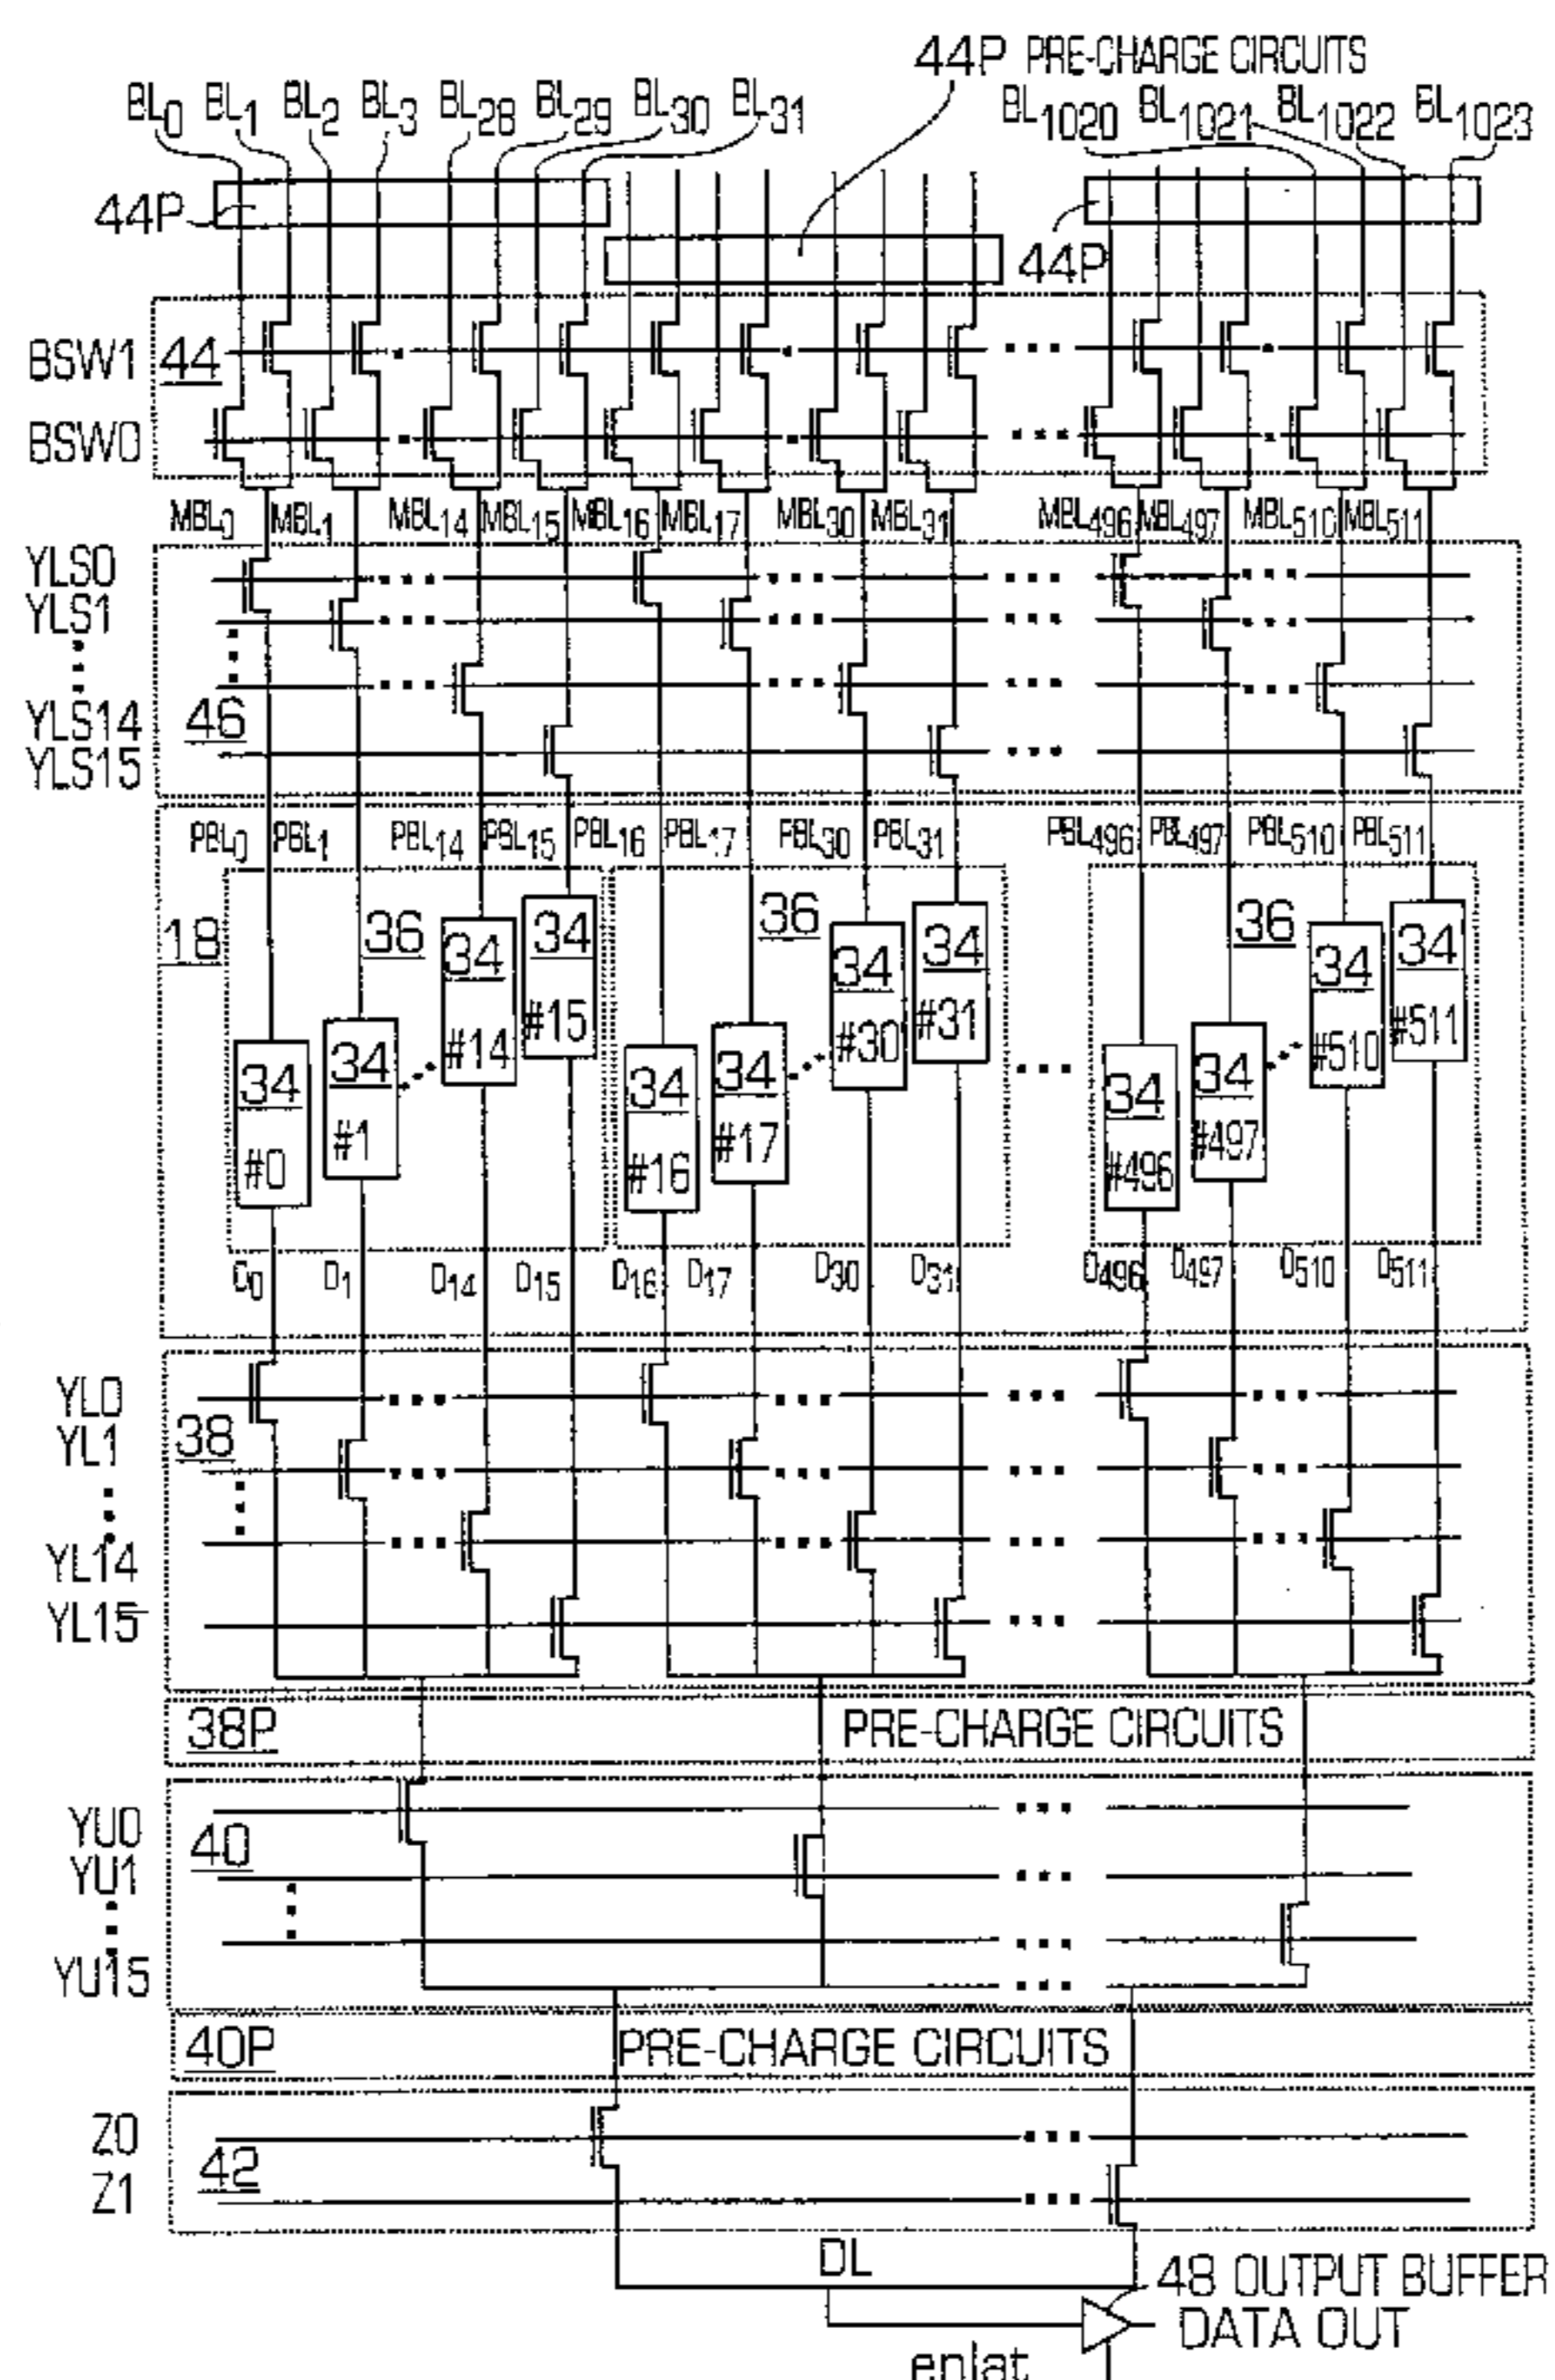 44P PRE-CHARGE CIRCUITS
BL0 BL1 BL2 BL3 BL28 BL29 BL30 BL31 BL1020 BL1021 BL1022 BL1023
44P
44P
BSW1 44
BSW0
MBL0 MBL1 MBL14 MBL15 MBL16 MBL17 MBL30 MBL31 MBL496 MBL497 MBL510 MBL511
YLS0
YLS1
YLS14 46
YLS15
PBL0 PBL1 PBL14 PBL15 PBL16 PBL17 PBL30 PBL31 PBL496 PBL497 PBL510 PBL511
18 36 36 36
34 #0 34 #1 34 #14 34 #15 34 #16 34 #17 34 #30 34 #31 34 #496 34 #497 34 #510 34 #511
D0 D1 D14 D15 D16 D17 D30 D31 D496 D497 D510 D511
YL0
YL1 38
YL14
YL15
38P PRE-CHARGE CIRCUITS
YU0 40
YU1
YU15
40P PRE-CHARGE CIRCUITS
Z0
Z1 42
DL
48 OUTPUT BUFFER
DATA OUT
enlat